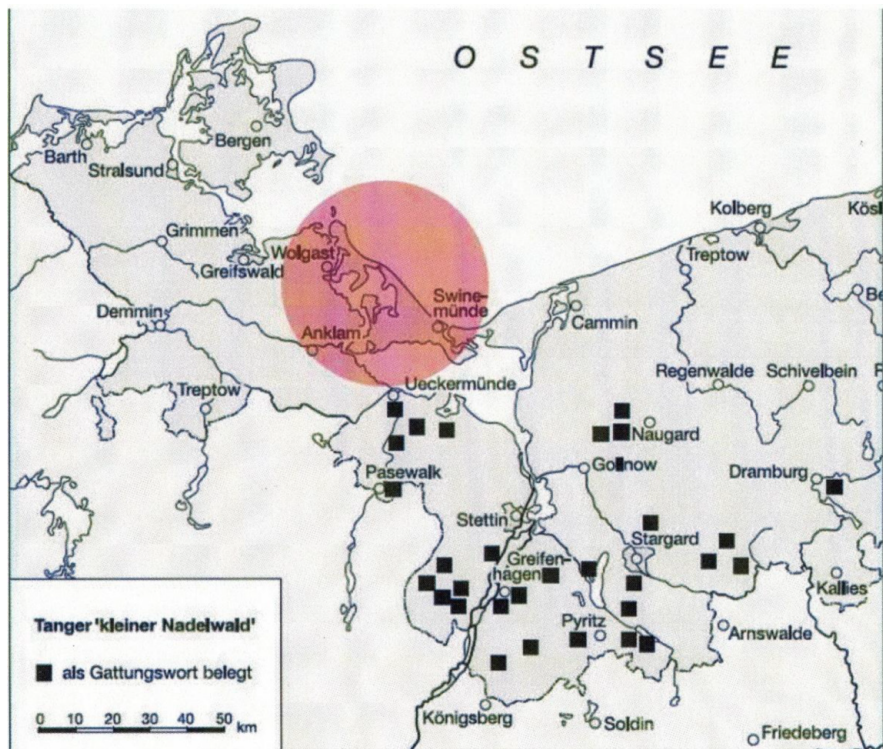 O S T S E E
Bergen
Barth
Stralsund
Kolberg
Kösl
Grimmen
Wolgast
Greifswald
Treptow
Swine-
münde
Be
Demmin
Cammin
Anklam
Regenwalde
Schivelbein
Ueckermünde
Treptow
Naugard
Gollnow
Pasewalk
Dramburg
Stettin
Stargard
Greifen-
hagen
Kallies
Pyritz
Arnswalde
Königsberg
Soldin
Friedeberg
Tanger 'kleiner Nadelwald'
als Gattungswort belegt
0 10 20 30 40 50 km